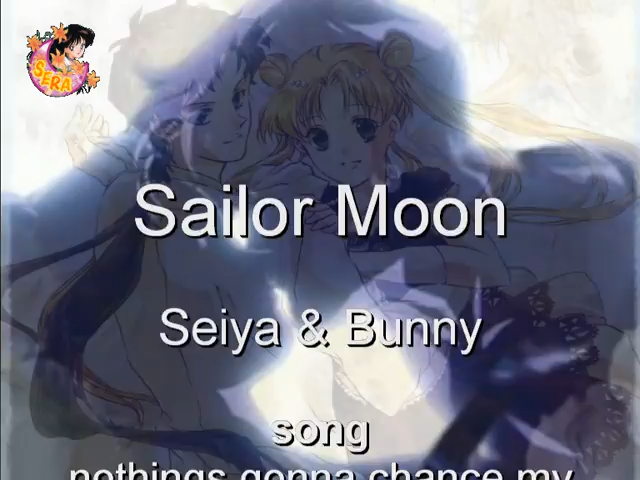 SERA
Sailor Moon
Seiya & Bunny
song
nothings gonna chance my